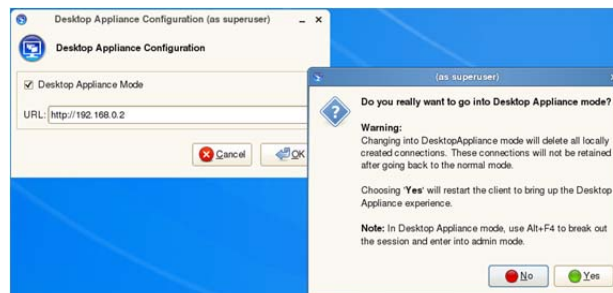 Desktop Appliance Configuration (as superuser)
Desktop Appliance Configuration
Desktop Appliance Mode
URL: http://192.168.0.2
Cancel
OK
(as superuser)
Do you really want to go into Desktop Appliance mode?
Warning:
Changing into DesktopAppliance mode will delete all locally
created connections. These connections will not be retained
after going back to the normal mode.
Choosing 'Yes' will restart the client to bring up the Desktop
Appliance experience.
Note: In Desktop Appliance mode, use Alt+F4 to break out
the session and enter into admin mode.
No
Yes